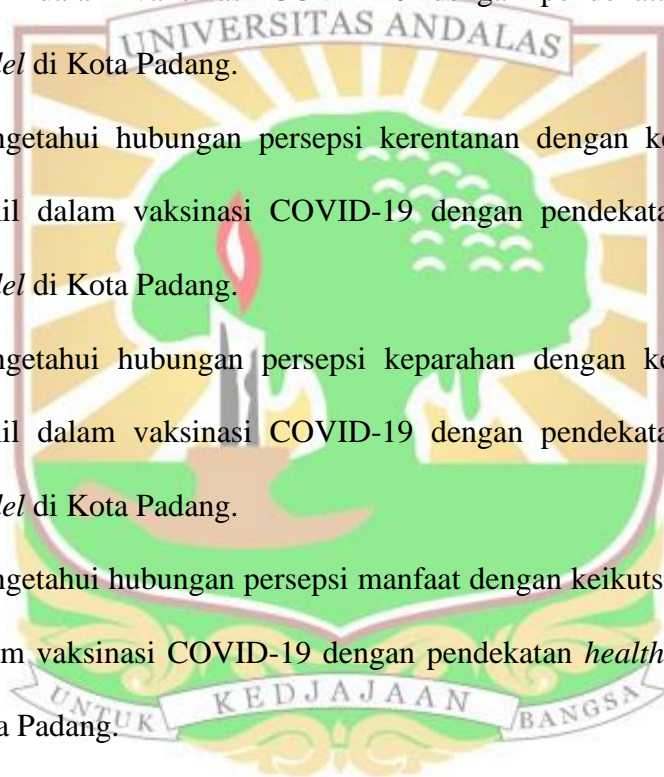 dengan
UNIVERSITAS ANDALAS
del di Kota Padang.
ngetahui hubungan persepsi kerentanan dengan ke
il dalam vaksinasi COVID-19 dengan pendekata
del di Kota Padang.
ngetahui hubungan persepsi keparahan dengan ke
il dalam vaksinasi COVID-19 dengan pendekata
del di Kota Padang.
ngetahui hubungan persepsi manfaat dengan keikuts
m vaksinasi COVID-19 dengan pendekatan health
a Padang.
UNTUK KEDJAJAAN BANGSA